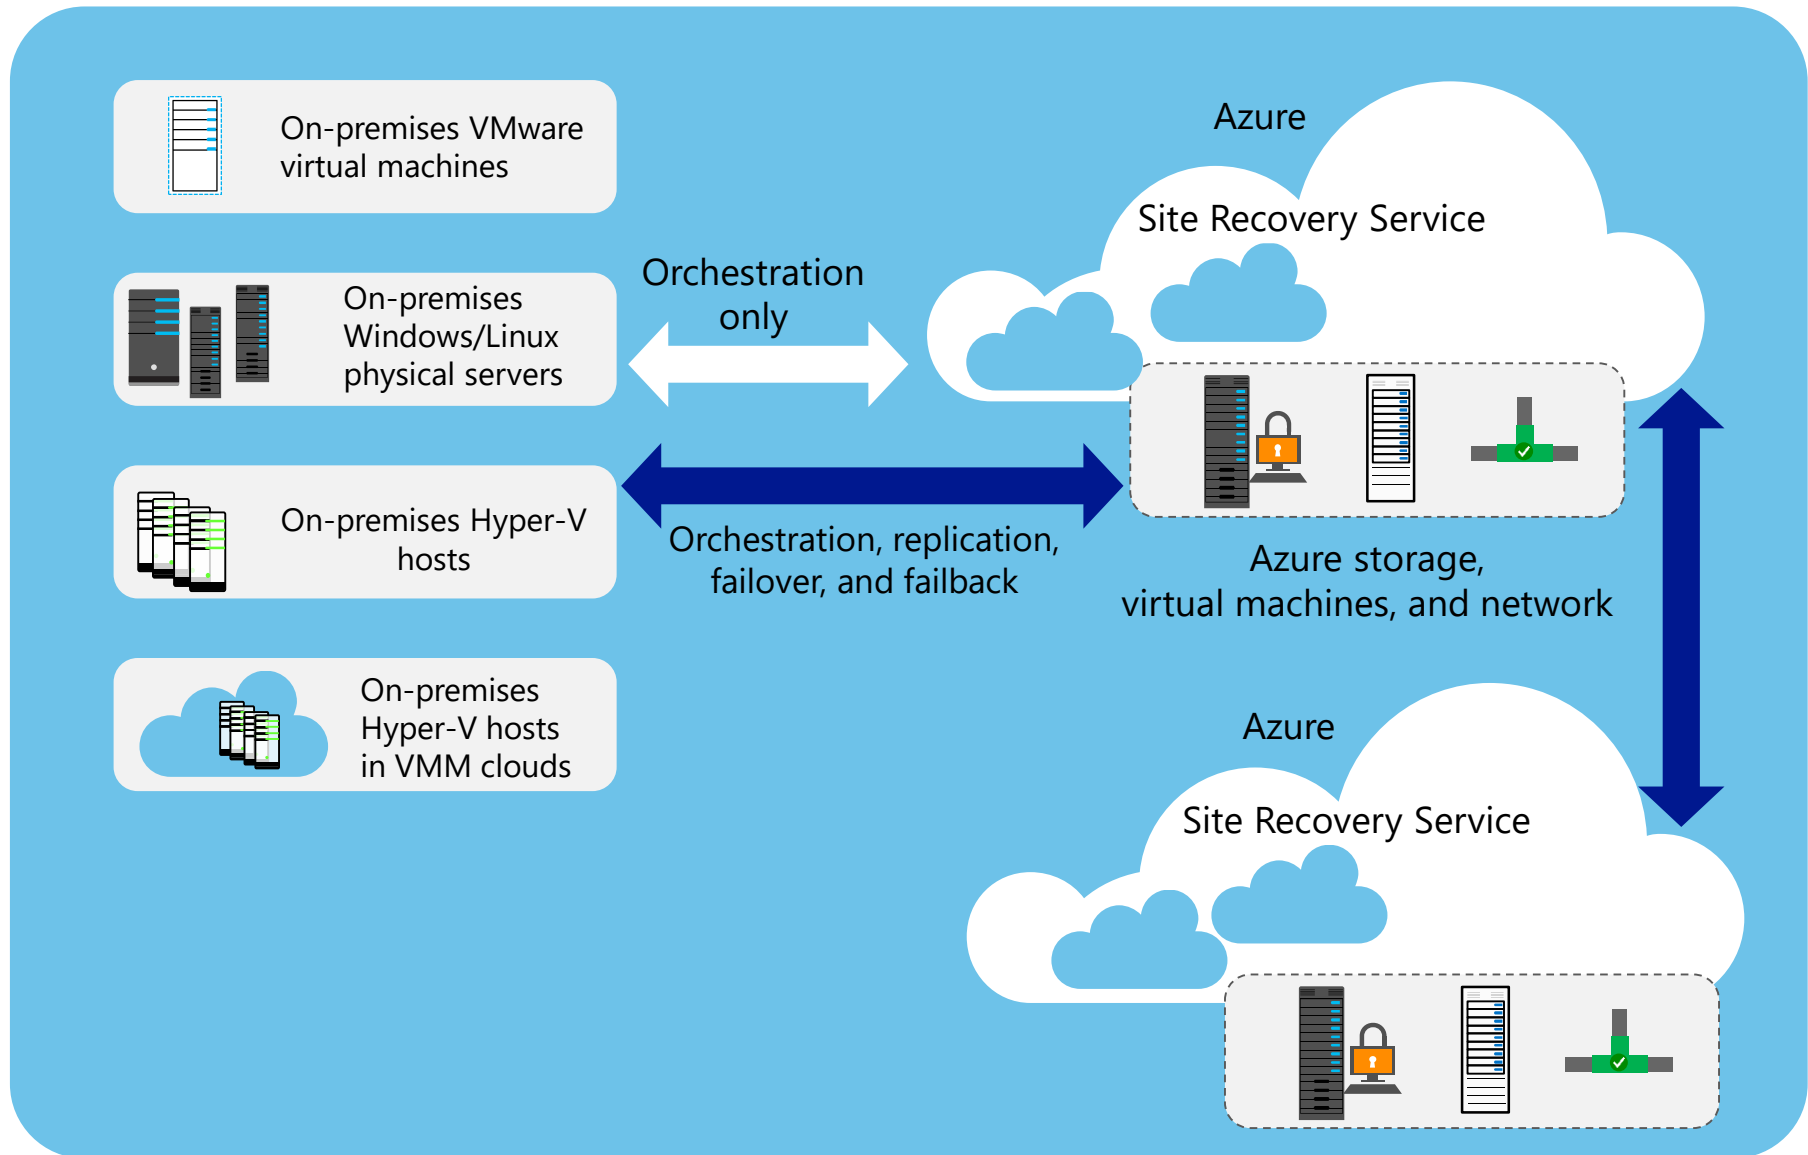 On-premises VMware
virtual machines
On-premises
Windows/Linux
physical servers
On-premises Hyper-V
hosts
On-premises
Hyper-V hosts
in VMM clouds
Orchestration
only
Orchestration, replication,
failover, and failback
Azure
Site Recovery Service
Azure storage,
virtual machines, and network
Azure
Site Recovery Service